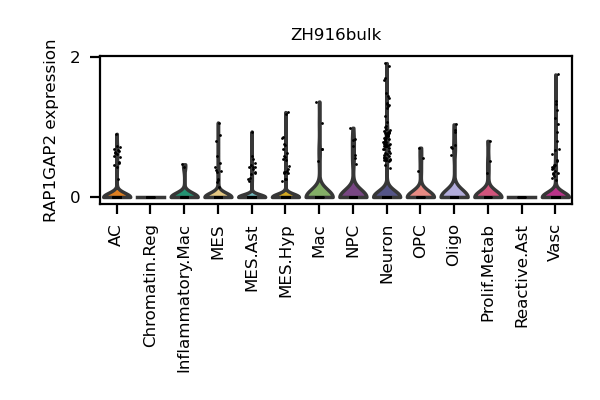 ZH916bulk
RAP1GAP2 expression
2
0
AC
Chromatin.Reg
Inflammatory.Mac
MES
MES.Ast
MES.Hyp
Mac
NPC
Neuron
OPC
Oligo
Prolif.Metab
Reactive.Ast
Vasc